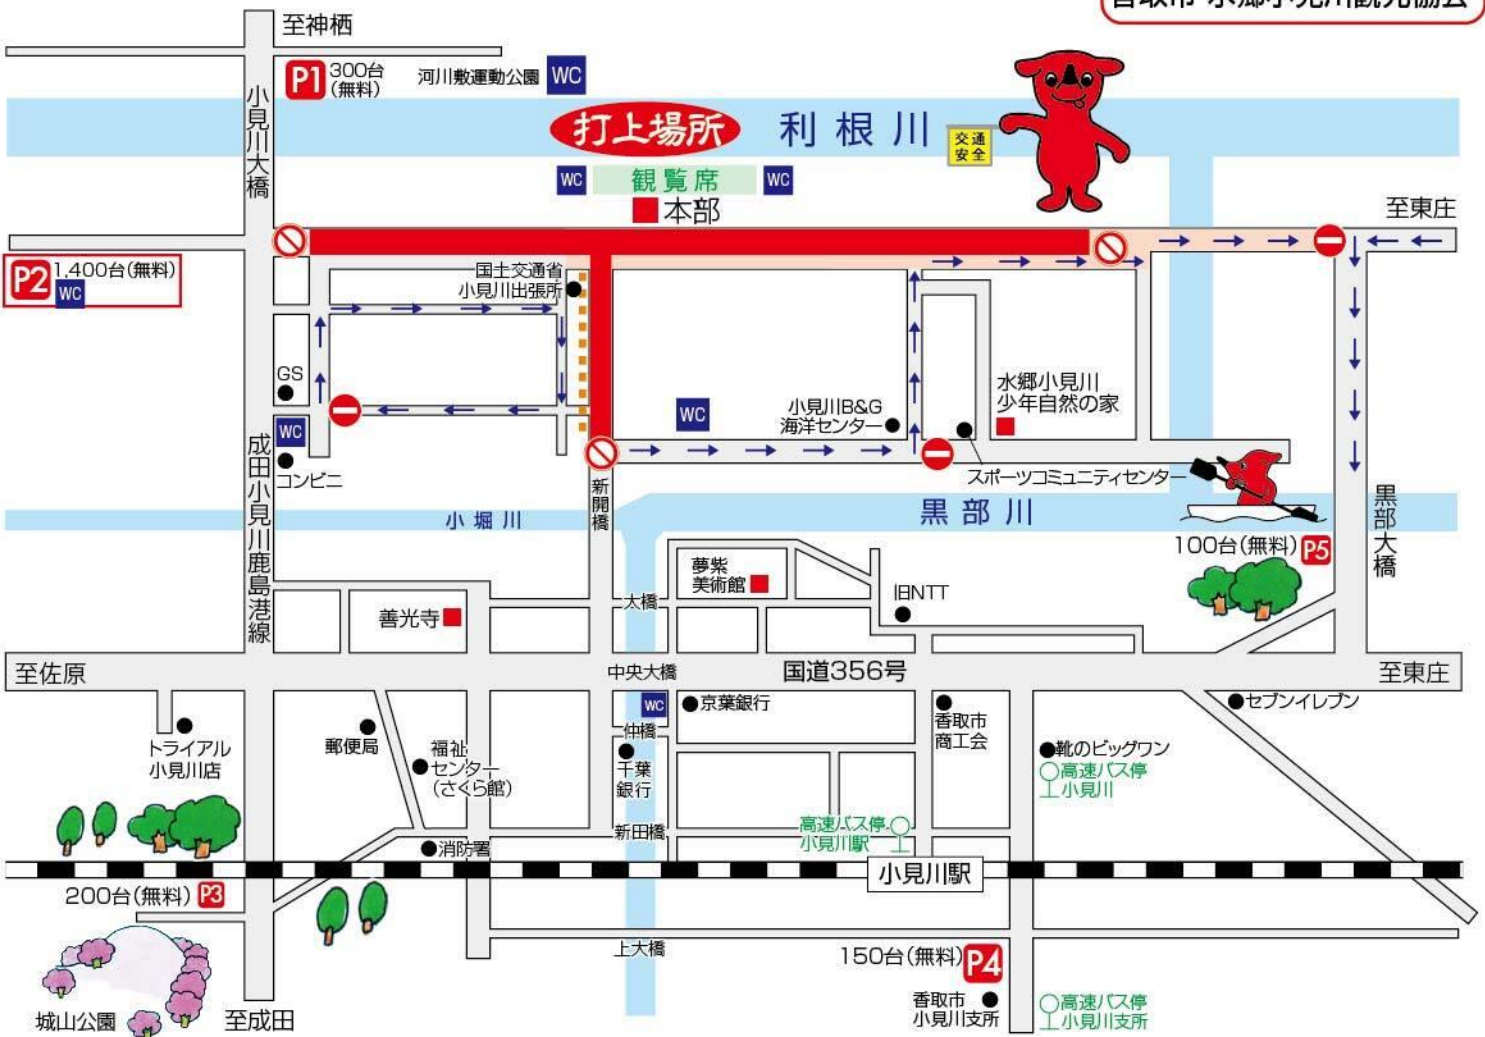 至神栖
P1 300台
(無料)
河川敷運動公園 WC
小見川大橋
打上場所
利根川
交通
安全
WC 観覧席 WC
本部
至東庄
P2 1,400台(無料)
WC
国土交通省
小見川出張所
GS
WC
コンビニ
WC
小見川B&G
海洋センター
水郷小見川
少年自然の家
スポーツコミュニティセンター
成田小見川鹿島港線
小堀川
新開橋
黒部川
黒部大橋
100台(無料) P5
夢紫
美術館
善光寺
大橋
旧NTT
至佐原
中央大橋
国道356号
至東庄
トライアル
小見川店
郵便局
福祉
センター
(さくら館)
WC
京葉銀行
仲橋
千葉
銀行
香取市
商工会
セブンイレブン
靴のビッグワン
高速バス停
小見川
新田橋
高速バス停
小見川駅
消防署
小見川駅
200台(無料) P3
上大橋
150台(無料) P4
香取市
小見川支所
高速バス停
小見川支所
城山公園
至成田